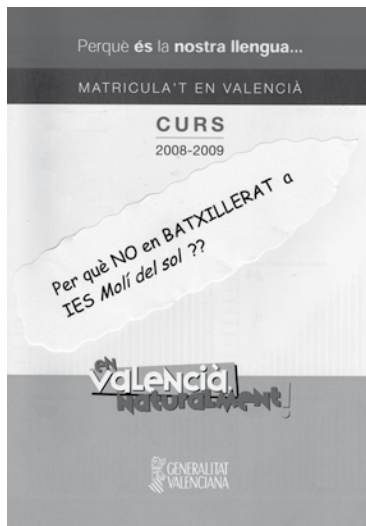 Perquè és la nostra llengua...
MATRICULA'T EN VALENCIÀ
CURS
2008-2009
Per què NO en BATXILLERAT a
IES Molí del sol ??
en
valencià,
naturalment!
GENERALITAT
VALENCIANA